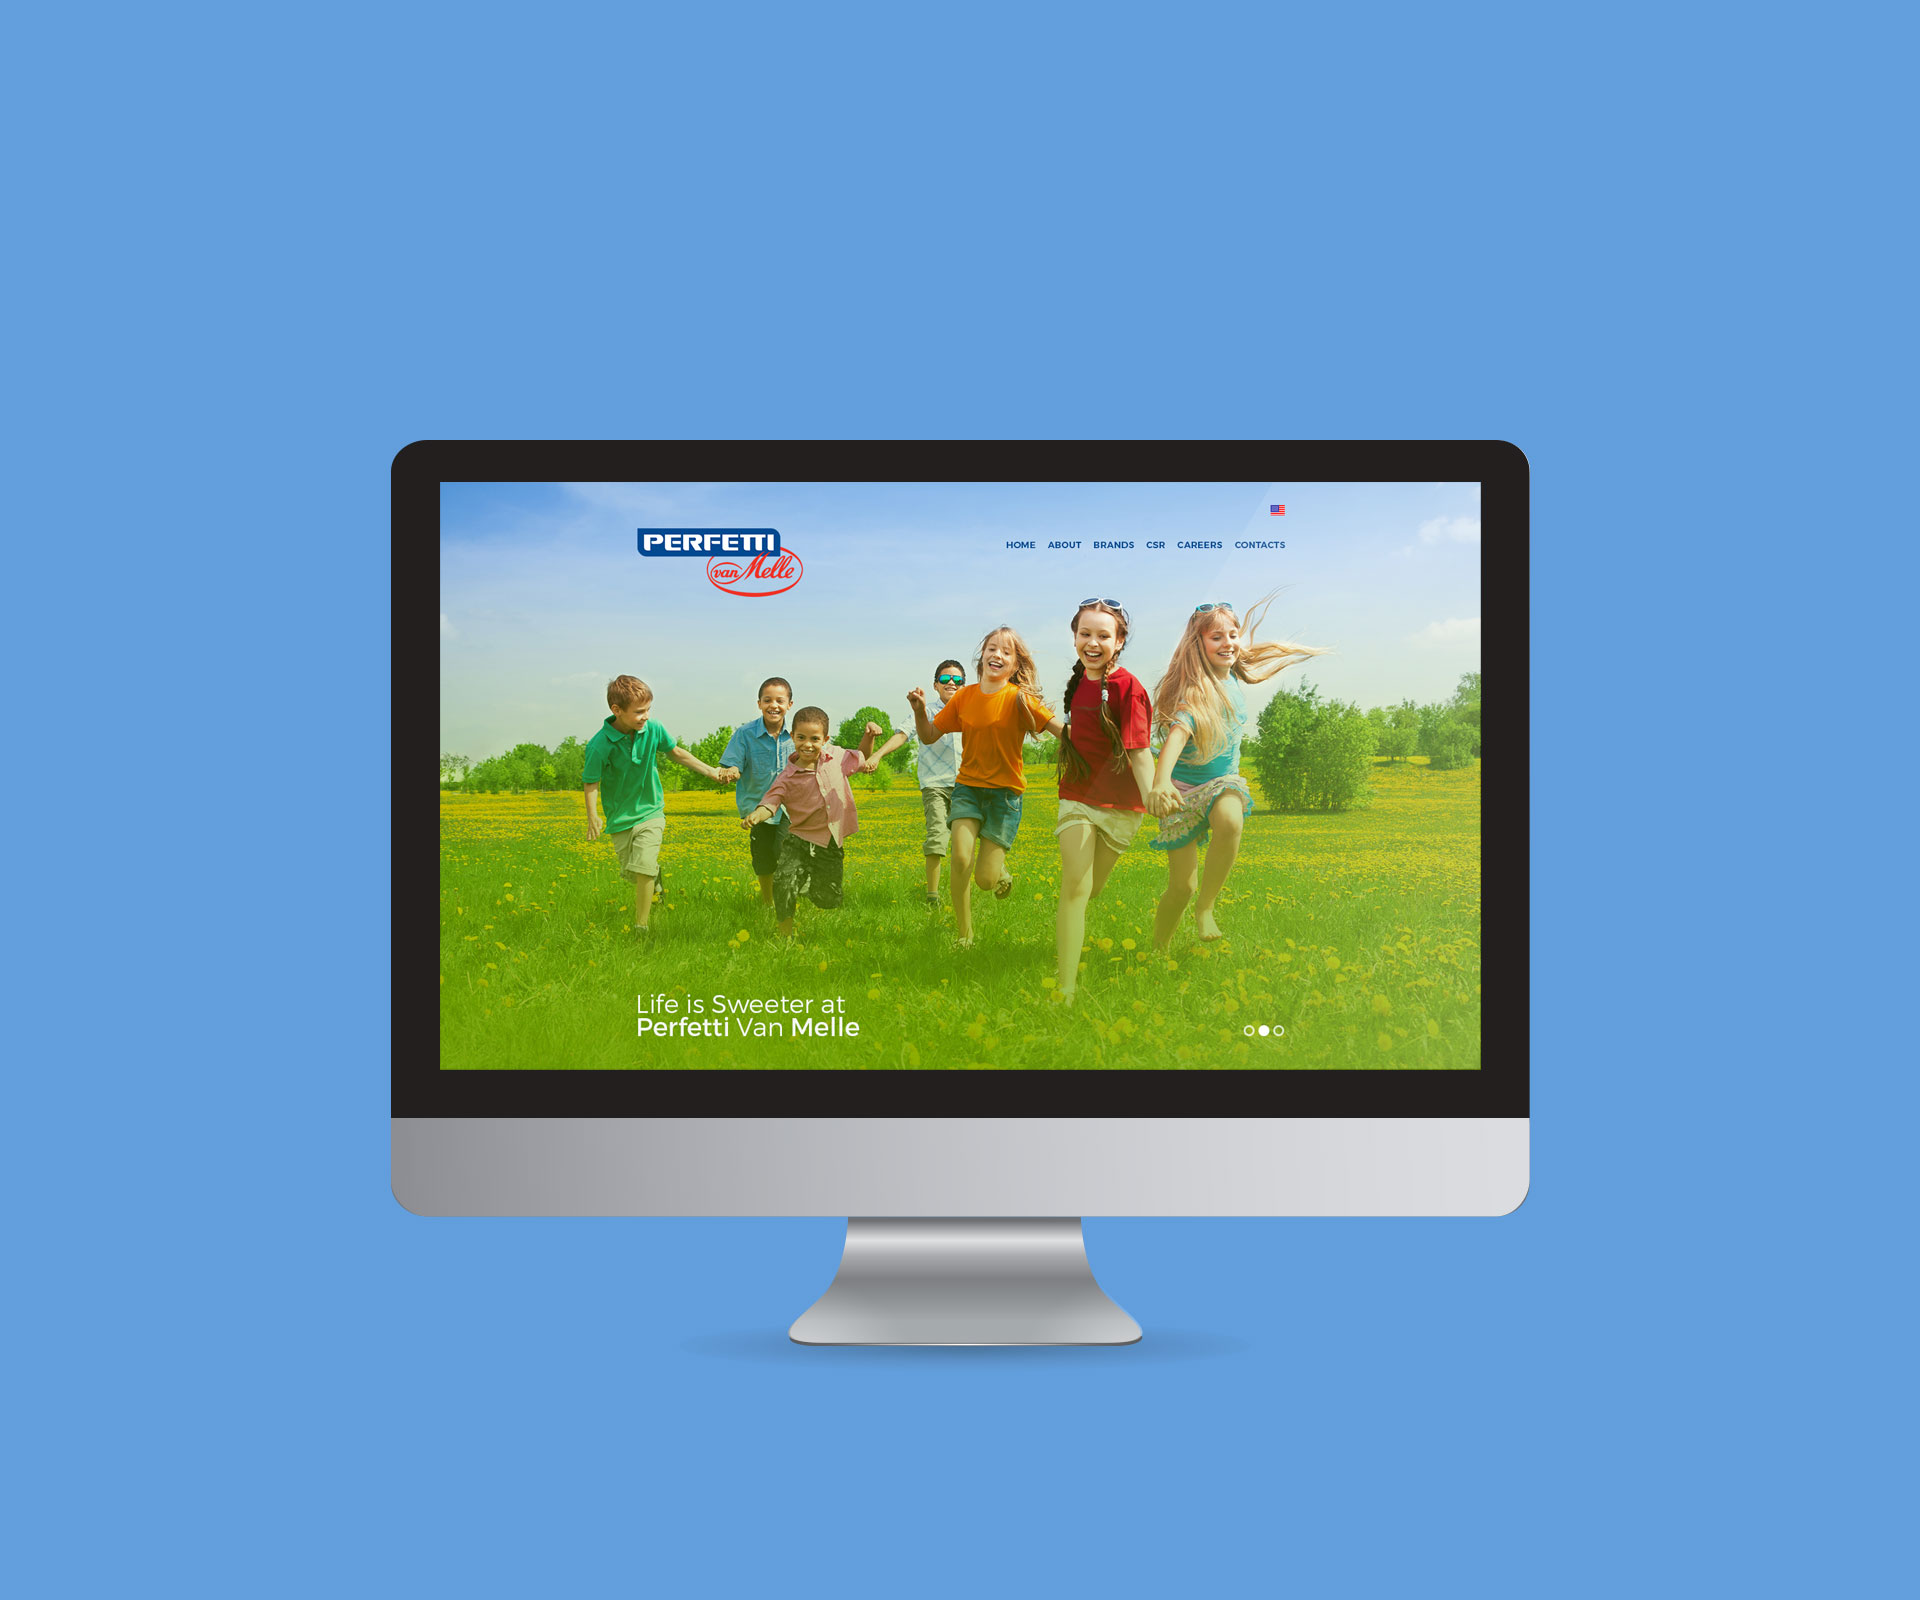 PERFETTI
van Melle
HOME ABOUT BRANDS CSR CAREERS CONTACTS
Life is Sweeter at
Perfetti Van Melle